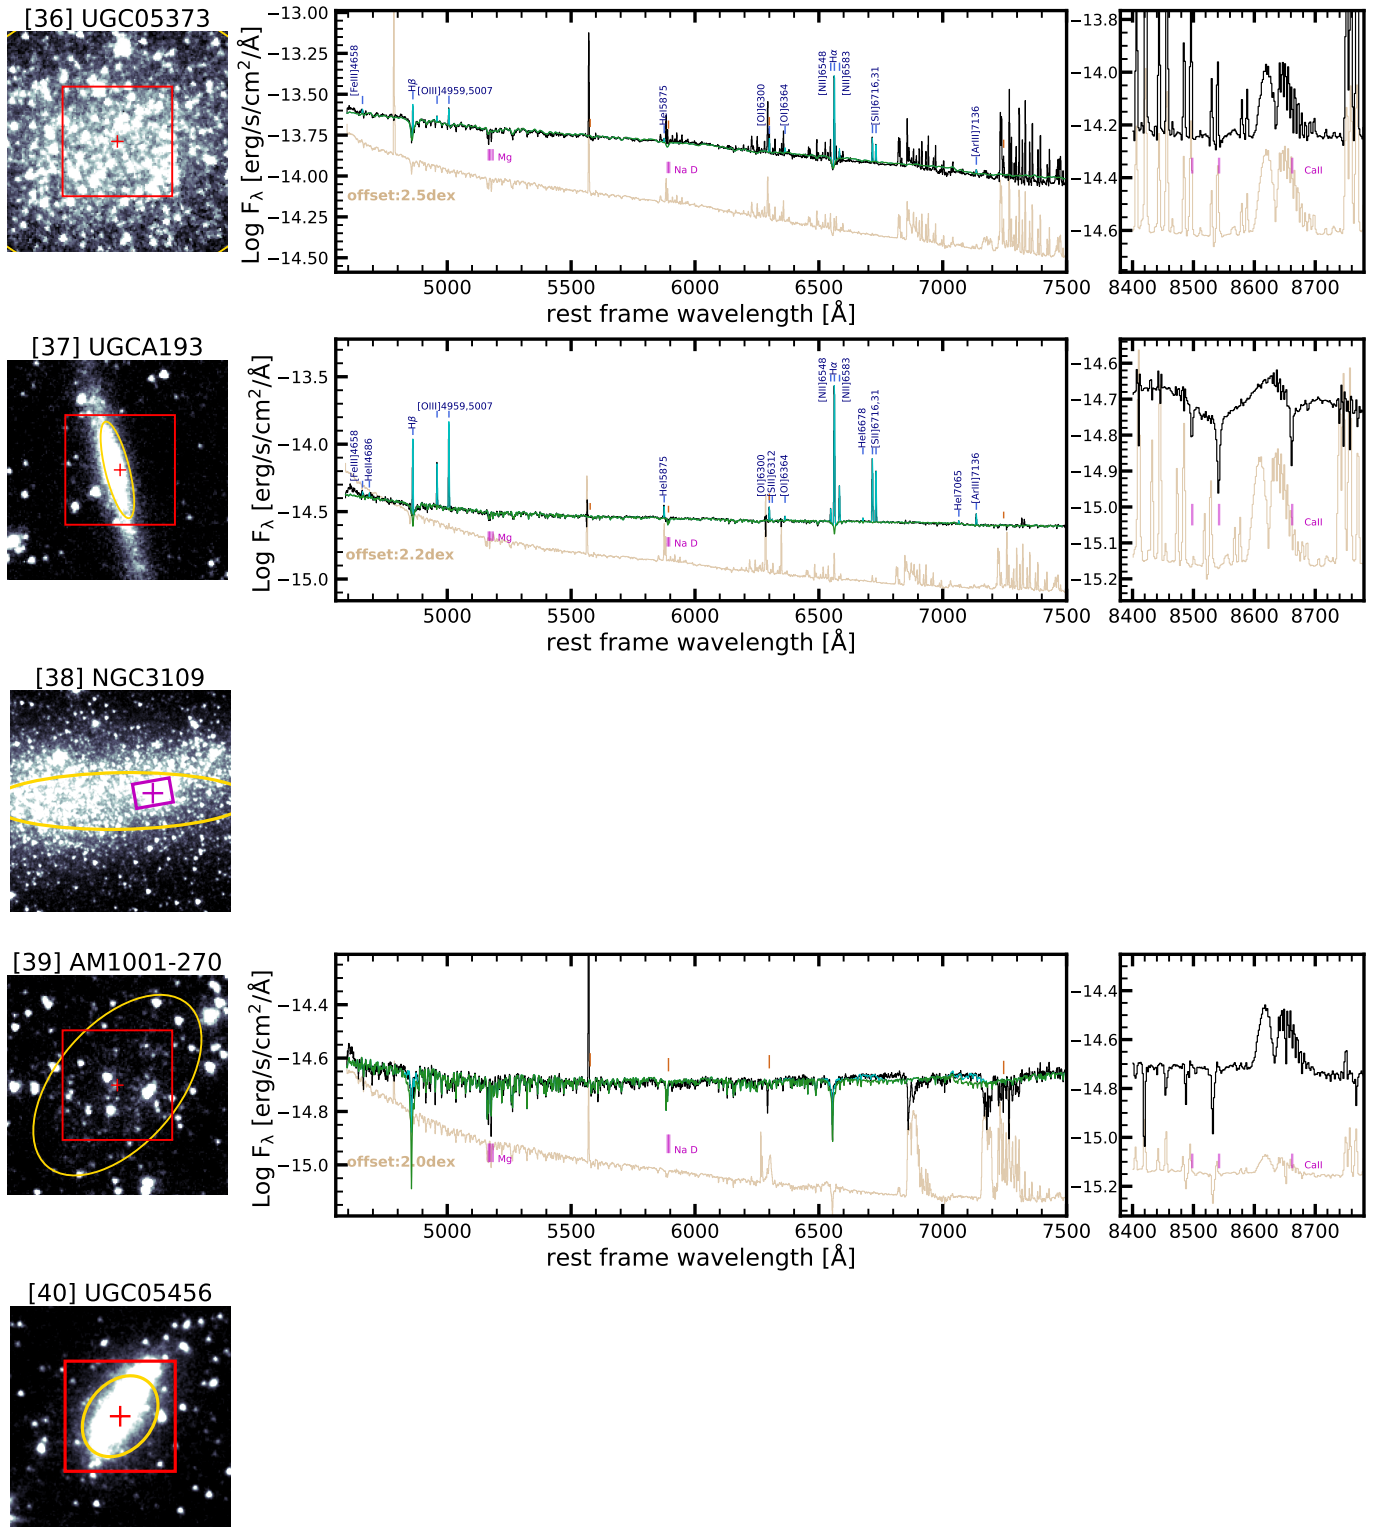 [36] UGC05373
Log Fλ [erg/s/cm²/Å]
−13.00
−13.25
−13.50
−13.75
−14.00
−14.25
−14.50
[FeIII]4658
Hβ
[OIII]4959,5007
HeI5875
[OI]6300
[OI]6364
[NII]6548
Hα
[NII]6583
[SII]6716,31
[ArIII]7136
Mg
Na D
offset:2.5dex
5000 5500 6000 6500 7000 7500
rest frame wavelength [Å]
−13.8
−14.0
−14.2
−14.4
−14.6
CaII
8400 8500 8600 8700
[37] UGCA193
Log Fλ [erg/s/cm²/Å]
−13.5
−14.0
−14.5
−15.0
[FeIII]4658
HeII4686
Hβ
[OIII]4959,5007
HeI5875
[OI]6300
[SIII]6312
[OI]6364
[NII]6548
Hα
[NII]6583
HeI6678
[SII]6716,31
HeI7065
[ArIII]7136
Mg
Na D
offset:2.2dex
5000 5500 6000 6500 7000 7500
rest frame wavelength [Å]
−14.6
−14.7
−14.8
−14.9
−15.0
−15.1
−15.2
CaII
8400 8500 8600 8700
[38] NGC3109
[39] AM1001-270
Log Fλ [erg/s/cm²/Å]
−14.4
−14.6
−14.8
−15.0
Mg
Na D
offset:2.0dex
5000 5500 6000 6500 7000 7500
rest frame wavelength [Å]
−14.4
−14.6
−14.8
−15.0
−15.2
CaII
8400 8500 8600 8700
[40] UGC05456